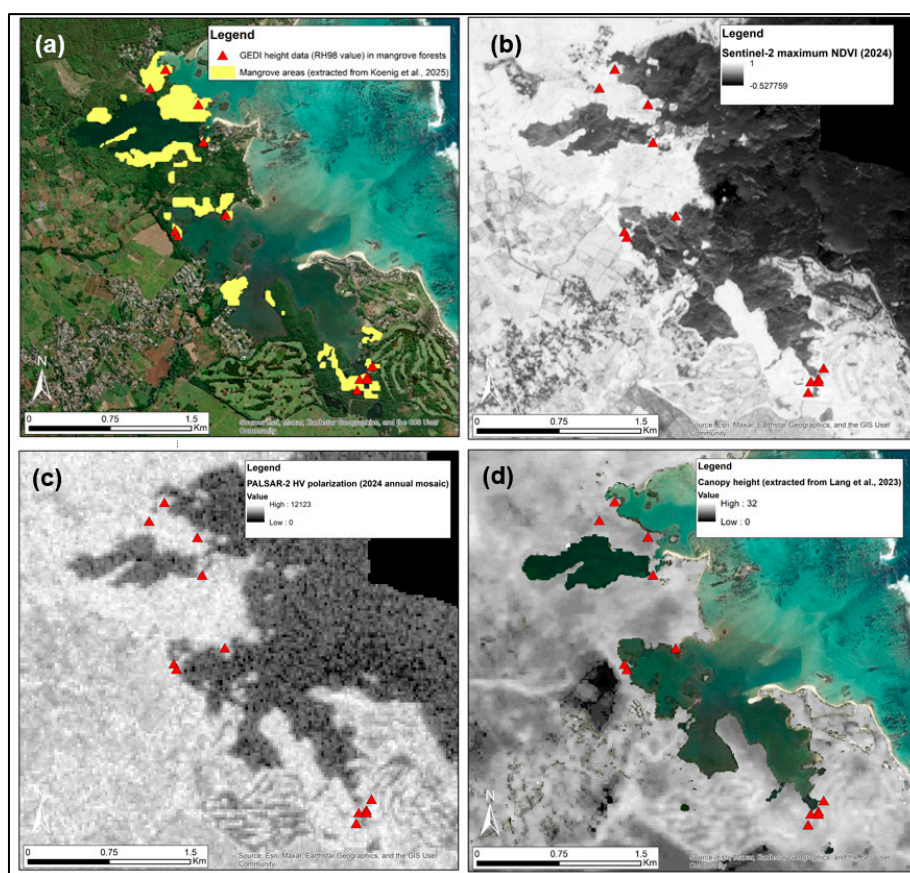 (a)
Legend
GEDI height data (RH98 value) in mangrove forests
Mangrove areas (extracted from Koenig et al., 2025)
N
0 0.75 1.5
Km
Source: Esri, Maxar, Earthstar Geographics, and the GIS User
Community
(b)
Legend
Sentinel-2 maximum NDVI (2024)
1
-0.527759
N
0 0.75 1.5
Km
Source: Esri, Maxar, Earthstar Geographics, and the GIS User
Community
(c)
Legend
PALSAR-2 HV polarization (2024 annual mosaic)
Value
High : 12123
Low : 0
N
0 0.75 1.5
Km
Source: Esri, Maxar, Earthstar Geographics, and the GIS User
Community
(d)
Legend
Canopy height (extracted from Lang et al., 2023)
Value
High : 32
Low : 0
N
0 0.75 1.5
Km
Source: Esri, Maxar, Earthstar Geographics, and the GIS User
Community